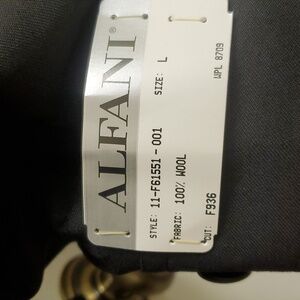 ALFANI®
STYLE: 11-F61551-001
SIZE: L
FABRIC: 100% WOOL
WPL 8709
CUT: F936